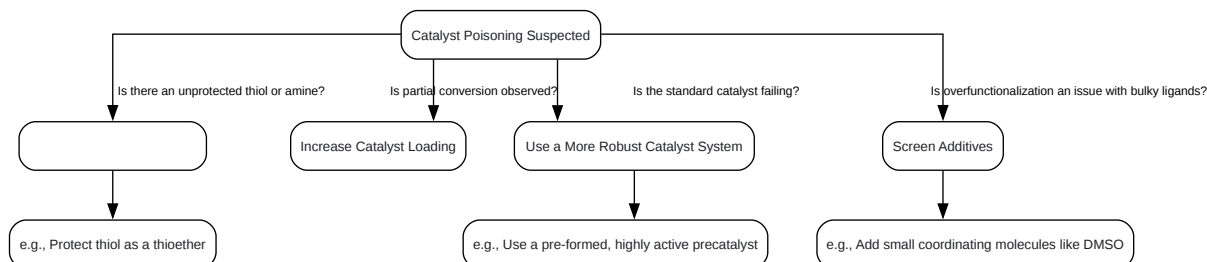 Catalyst Poisoning Suspected
Is there an unprotected thiol or amine?
Is partial conversion observed?
Is the standard catalyst failing?
Is overfunctionalization an issue with bulky ligands?
Increase Catalyst Loading
Use a More Robust Catalyst System
Screen Additives
e.g., Protect thiol as a thioether
e.g., Use a pre-formed, highly active precatalyst
e.g., Add small coordinating molecules like DMSO